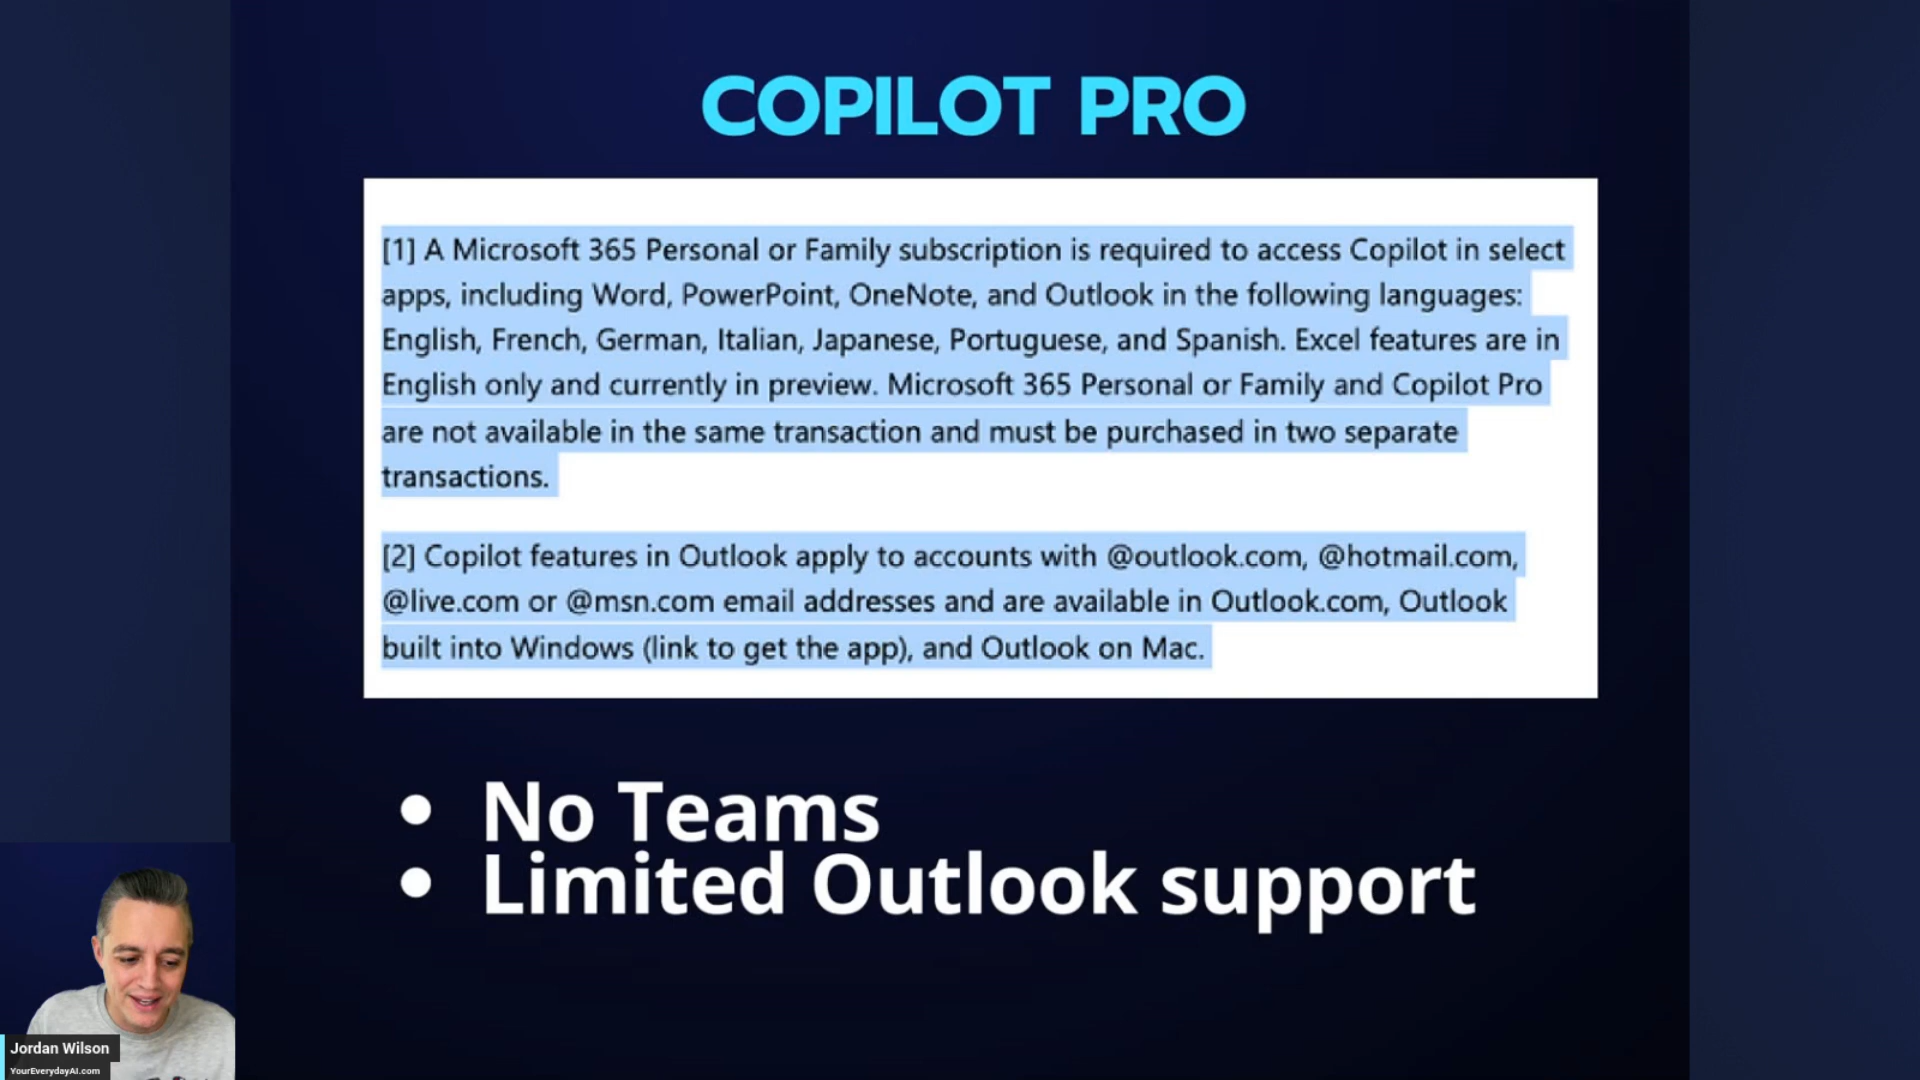 COPILOT PRO
[1] A Microsoft 365 Personal or Family subscription is required to access Copilot in select
apps, including Word, PowerPoint, OneNote, and Outlook in the following languages:
English, French, German, Italian, Japanese, Portuguese, and Spanish. Excel features are in
English only and currently in preview. Microsoft 365 Personal or Family and Copilot Pro
are not available in the same transaction and must be purchased in two separate
transactions.
[2] Copilot features in Outlook apply to accounts with @outlook.com, @hotmail.com,
@live.com or @msn.com email addresses and are available in Outlook.com, Outlook
built into Windows (link to get the app), and Outlook on Mac.
• No Teams
• Limited Outlook support
Jordan Wilson
YourEverydayAI.com